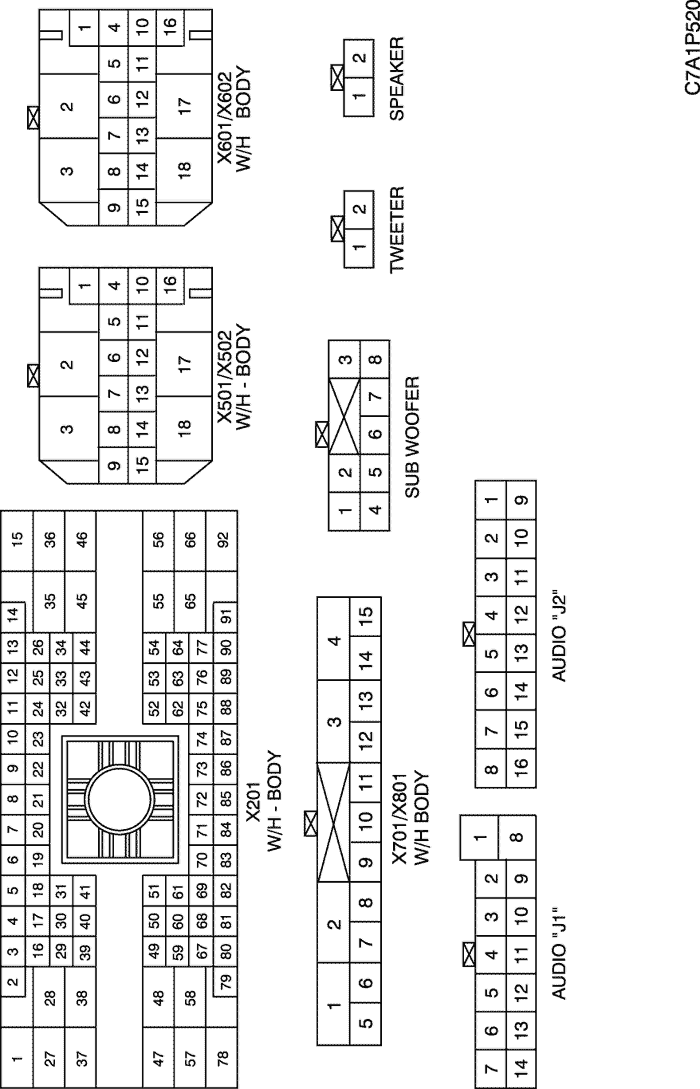 1 2 3 4 5 6 7 8 9 10 11 12 13 14 15
27 28 16 17 18 19 20 21 22 23 24 25 26 35 36
29 30 31 32 33 34
37 38 39 40 41 42 43 44 45 46
47 48 49 50 51 52 53 54 55 56
57 58 59 60 61 62 63 64 65 66
67 68 69 70 71 72 73 74 75 76 77
78 79 80 81 82 83 84 85 86 87 88 89 90 91 92
X201
W/H - BODY
3 2 1
9 8 7 6 5 4
15 14 13 12 11 10
18 17 16
X501/X502
W/H - BODY
3 2 1
9 8 7 6 5 4
15 14 13 12 11 10
18 17 16
X601/X602
W/H BODY
1 2 3 4
5 6 7 8 9 10 11 12 13 14 15
X701/X801
W/H BODY
1 2 3
4 5 6 7 8
SUB WOOFER
1 2
TWEETER
1 2
SPEAKER
7 6 5 4 3 2 1
14 13 12 11 10 9 8
AUDIO "J1"
8 7 6 5 4 3 2 1
16 15 14 13 12 11 10 9
AUDIO "J2"
C7A1P520